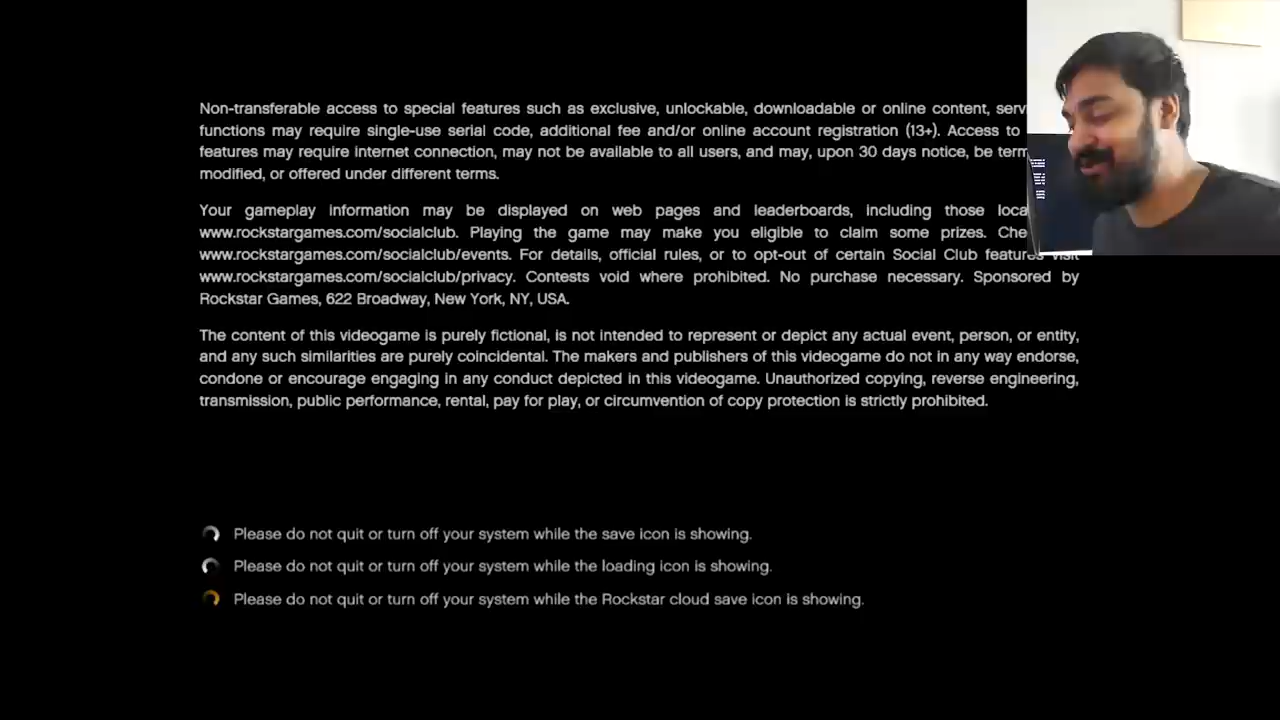 Non-transferable access to special features such as exclusive, unlockable, downloadable or online content,
functions may require single-use serial code, additional fee and/or online account registration (13+). Access to
features may require internet connection, may not be available to all users, and may, upon 30 days notice, be
modified, or offered under different terms.
Your gameplay information may be displayed on web pages and leaderboards, including those
www.rockstargames.com/socialclub. Playing the game may make you eligible to claim some prizes.
www.rockstargames.com/socialclub/events. For details, official rules, or to opt-out of certain Social Club features visit
www.rockstargames.com/socialclub/privacy. Contests void where prohibited. No purchase necessary. Sponsored by
Rockstar Games, 622 Broadway, New York, NY, USA.
The content of this videogame is purely fictional, is not intended to represent or depict any actual event, person, or entity,
and any such similarities are purely coincidental. The makers and publishers of this videogame do not in any way endorse,
condone or encourage engaging in any conduct depicted in this videogame. Unauthorized copying, reverse engineering,
transmission, public performance, rental, pay for play, or circumvention of copy protection is strictly prohibited.
Please do not quit or turn off your system while the save icon is showing.
Please do not quit or turn off your system while the loading icon is showing.
Please do not quit or turn off your system while the Rockstar cloud save icon is showing.